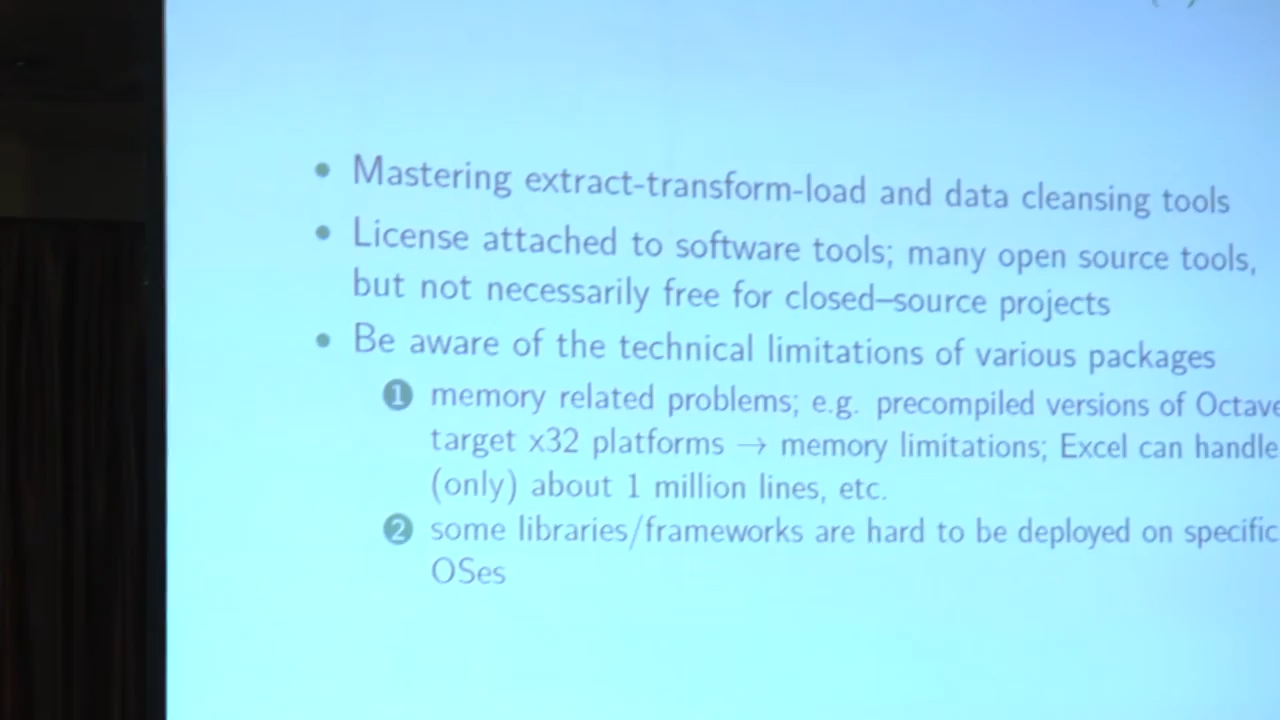 • Mastering extract-transform-load and data cleansing tools
• License attached to software tools; many open source tools,
but not necessarily free for closed–source projects
• Be aware of the technical limitations of various packages
1 memory related problems; e.g. precompiled versions of Octave
target x32 platforms → memory limitations; Excel can handle
(only) about 1 million lines, etc.
2 some libraries/frameworks are hard to be deployed on specific
OSes